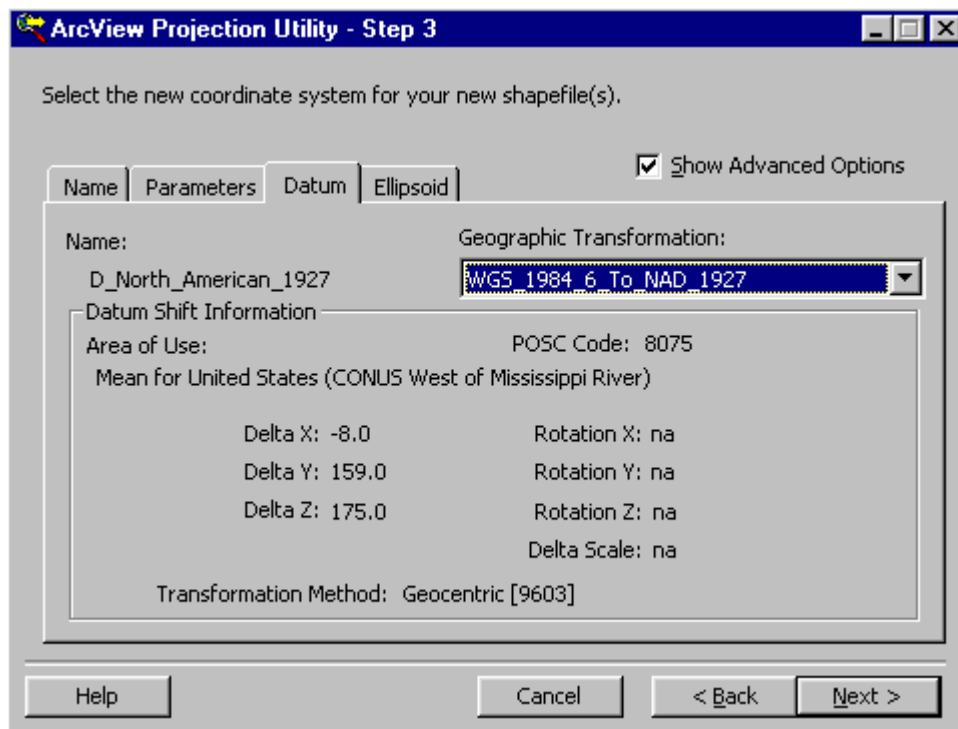 ArcView Projection Utility - Step 3
Select the new coordinate system for your new shapefile(s).
Show Advanced Options
Name Parameters Datum Ellipsoid
Name:
Geographic Transformation:
D_North_American_1927
WGS_1984_6_To_NAD_1927
Datum Shift Information
Area of Use:
POSC Code: 8075
Mean for United States (CONUS West of Mississippi River)
Delta X: -8.0
Rotation X: na
Delta Y: 159.0
Rotation Y: na
Delta Z: 175.0
Rotation Z: na
Delta Scale: na
Transformation Method: Geocentric [9603]
Help
Cancel
< Back
Next >